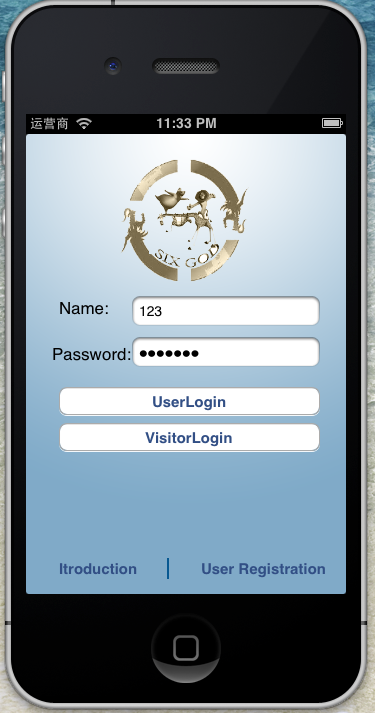 运营商 11:33 PM
SIX GOD
Name: 123
Password: ●●●●●●●
UserLogin
VisitorLogin
Itroduction User Registration